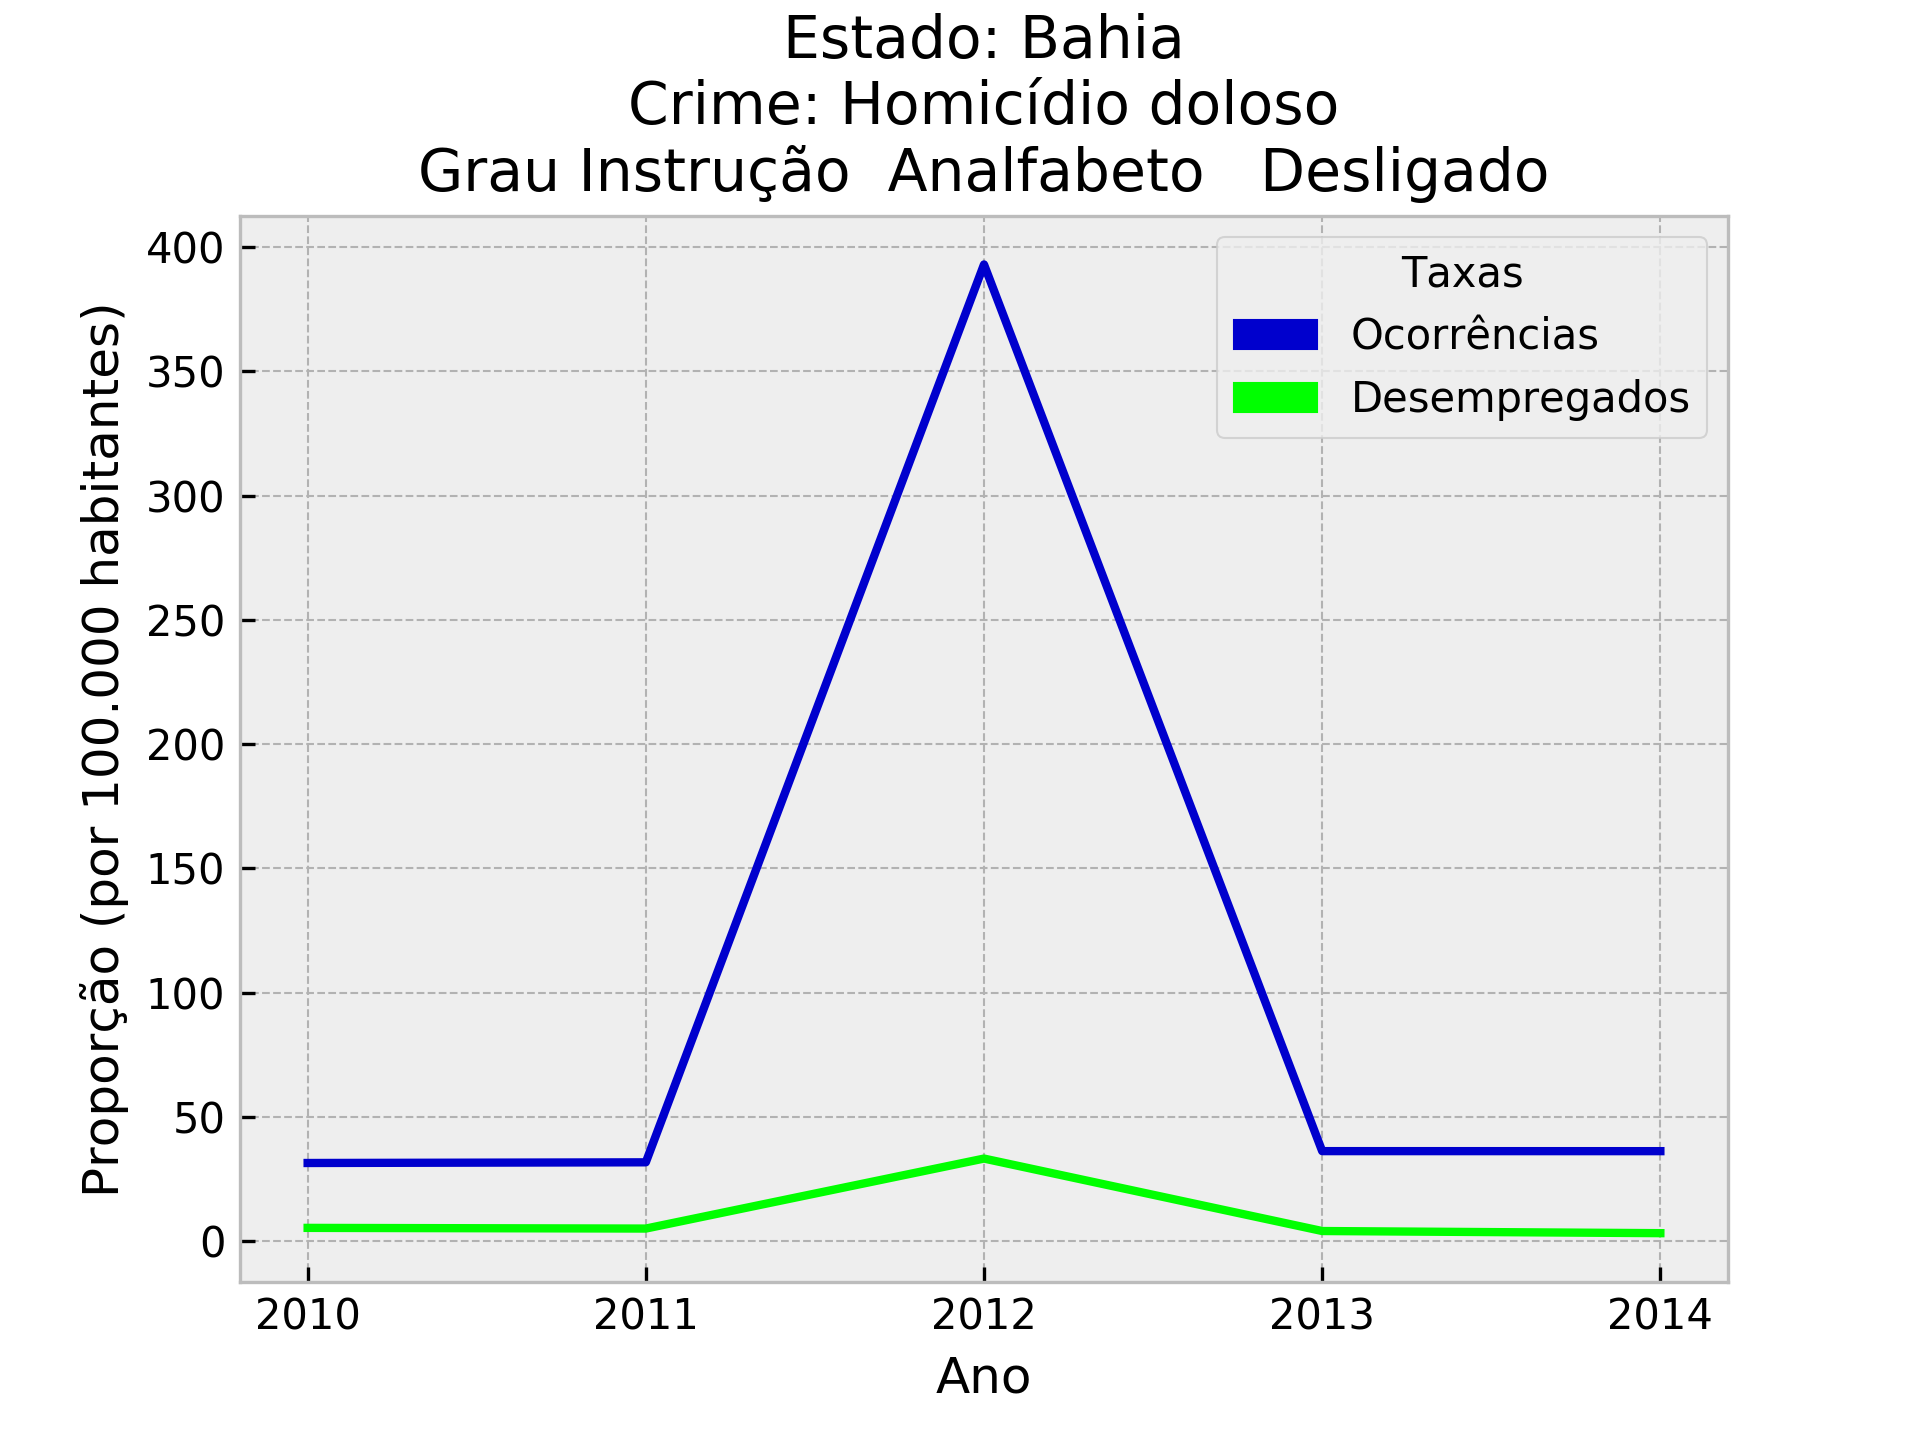 Estado: Bahia
Crime: Homicídio doloso
Grau Instrução  Analfabeto   Desligado
Taxas
Ocorrências
Desempregados
Proporção (por 100.000 habitantes)
400
350
300
250
200
150
100
50
0
2010 2011 2012 2013 2014
Ano